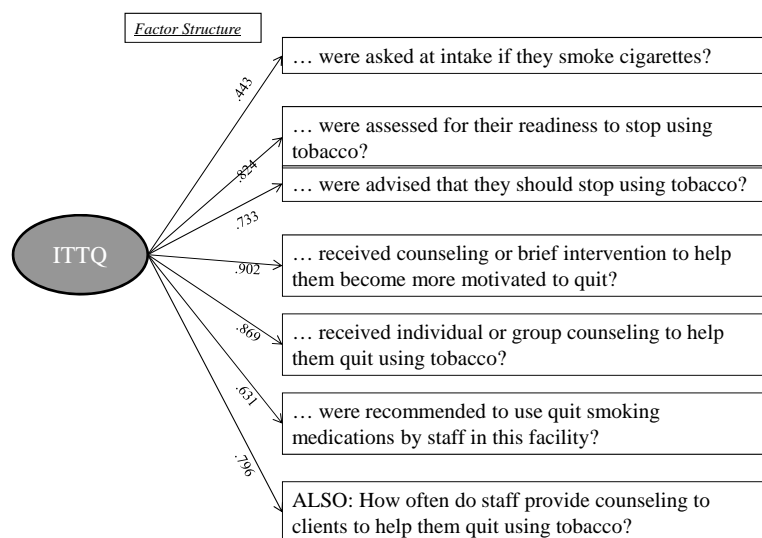 Factor Structure
… were asked at intake if they smoke cigarettes?
.443
… were assessed for their readiness to stop using
tobacco?
.824
… were advised that they should stop using tobacco?
.733
ITTQ
… received counseling or brief intervention to help
them become more motivated to quit?
.902
… received individual or group counseling to help
them quit using tobacco?
.869
… were recommended to use quit smoking
medications by staff in this facility?
.631
ALSO: How often do staff provide counseling to
clients to help them quit using tobacco?
.796